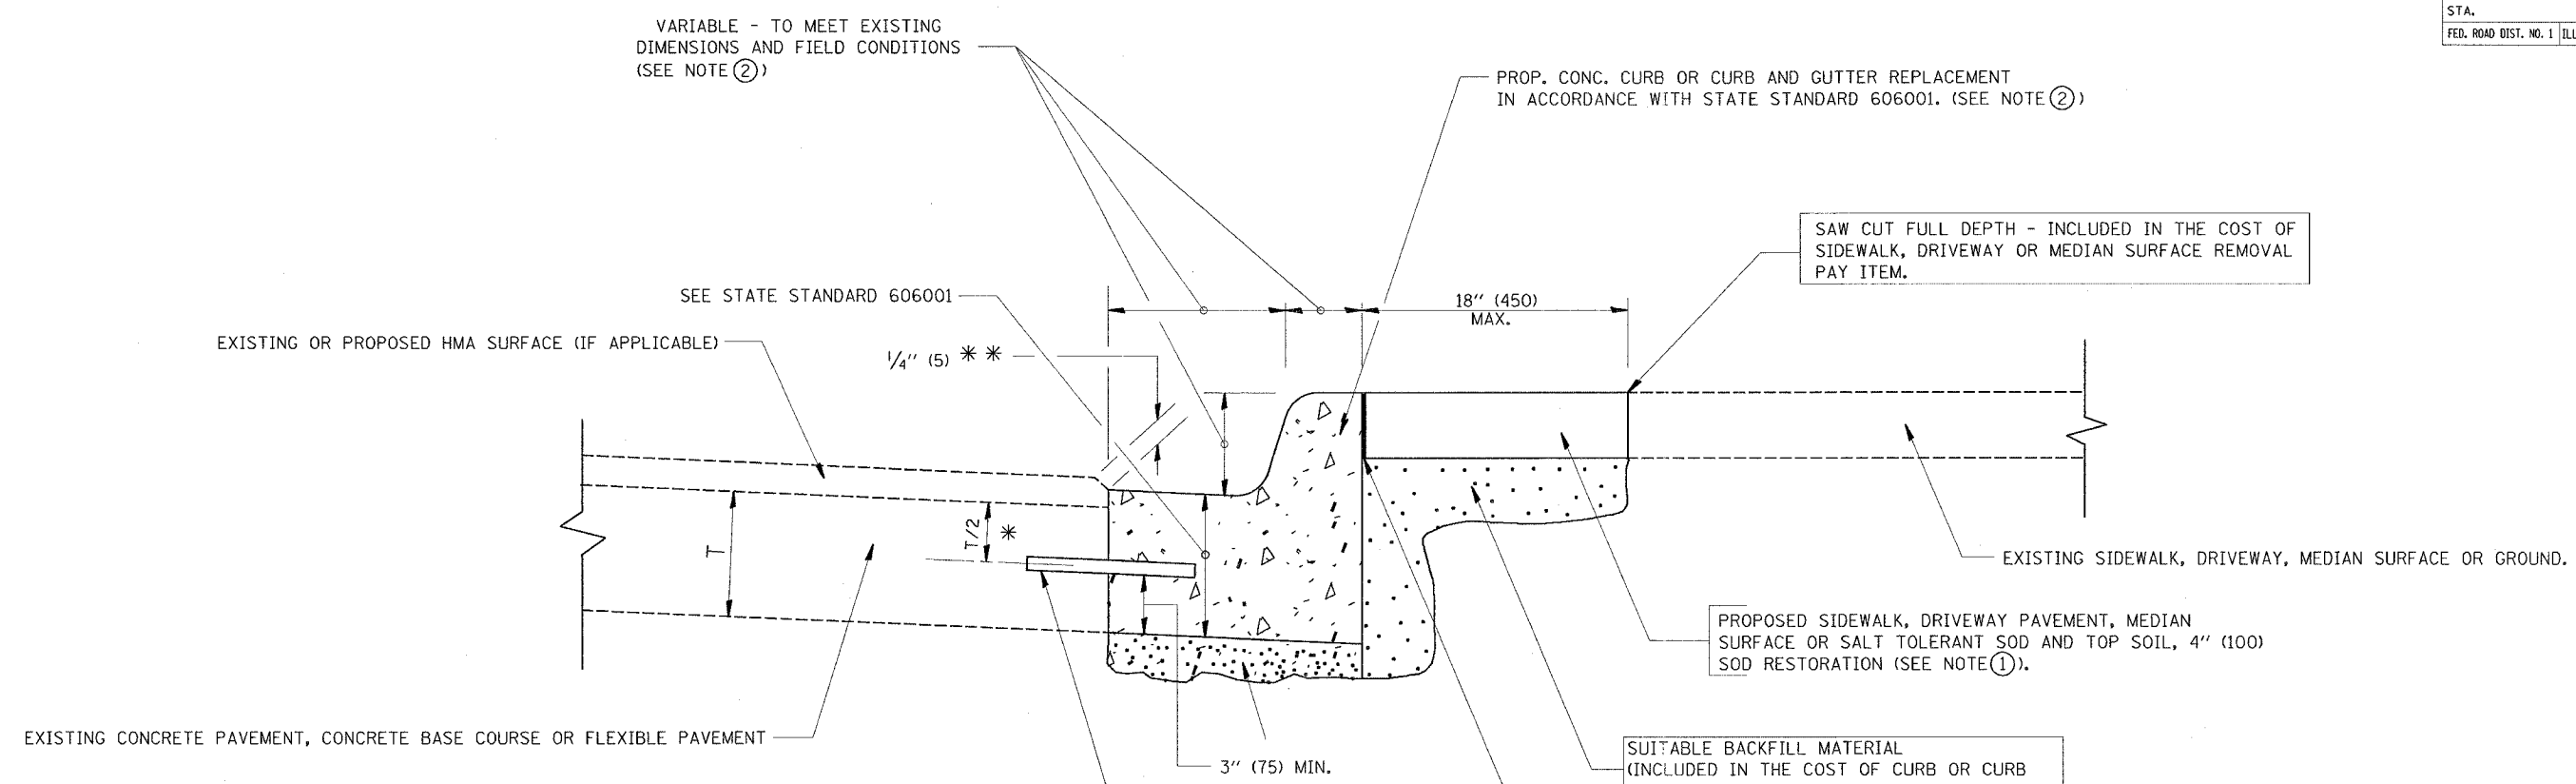 STA.
FED. ROAD DIST. NO. 1 ILL
VARIABLE - TO MEET EXISTING
DIMENSIONS AND FIELD CONDITIONS
(SEE NOTE ②)
PROP. CONC. CURB OR CURB AND GUTTER REPLACEMENT
IN ACCORDANCE WITH STATE STANDARD 606001. (SEE NOTE ②)
SAW CUT FULL DEPTH - INCLUDED IN THE COST OF
SIDEWALK, DRIVEWAY OR MEDIAN SURFACE REMOVAL
PAY ITEM.
SEE STATE STANDARD 606001
18" (450)
MAX.
EXISTING OR PROPOSED HMA SURFACE (IF APPLICABLE)
1/4" (5) * *
T
T/2 *
EXISTING SIDEWALK, DRIVEWAY, MEDIAN SURFACE OR GROUND.
PROPOSED SIDEWALK, DRIVEWAY PAVEMENT, MEDIAN
SURFACE OR SALT TOLERANT SOD AND TOP SOIL, 4" (100)
SOD RESTORATION (SEE NOTE ①).
EXISTING CONCRETE PAVEMENT, CONCRETE BASE COURSE OR FLEXIBLE PAVEMENT
3" (75) MIN.
SUITABLE BACKFILL MATERIAL
(INCLUDED IN THE COST OF CURB OR CURB